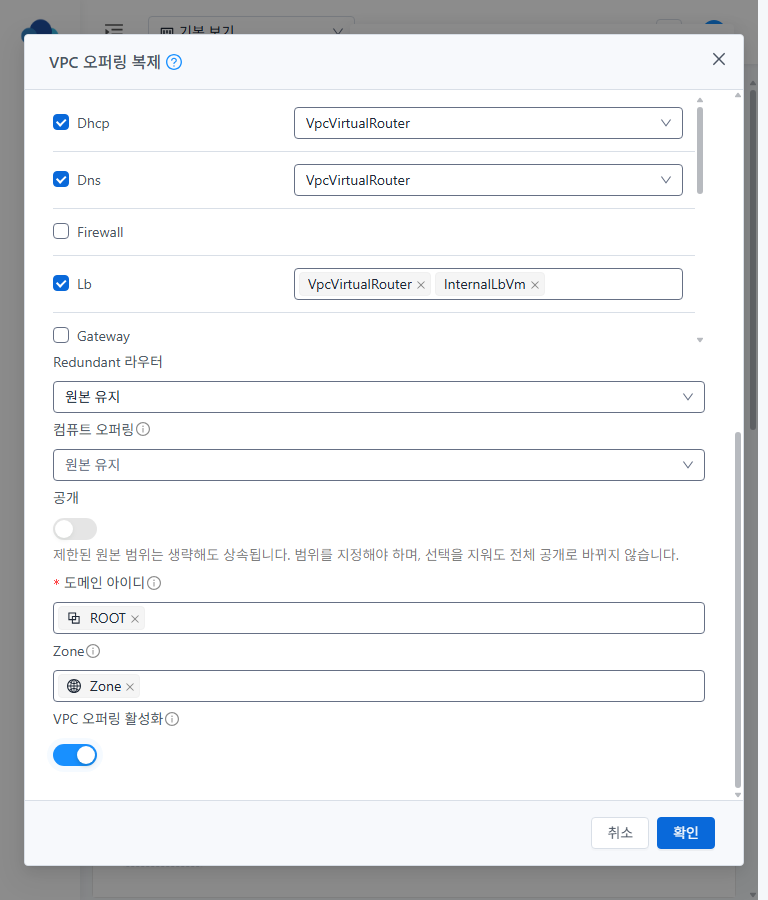 기본 보기
VPC 오퍼링 복제
Dhcp VpcVirtualRouter
Dns VpcVirtualRouter
Firewall
Lb VpcVirtualRouter InternalLbVm
Gateway
Redundant 라우터
원본 유지
컴퓨트 오퍼링
원본 유지
공개
제한된 원본 범위는 생략해도 상속됩니다. 범위를 지정해야 하며, 선택을 지워도 전체 공개로 바뀌지 않습니다.
* 도메인 아이디
ROOT
Zone
Zone
VPC 오퍼링 활성화
취소 확인